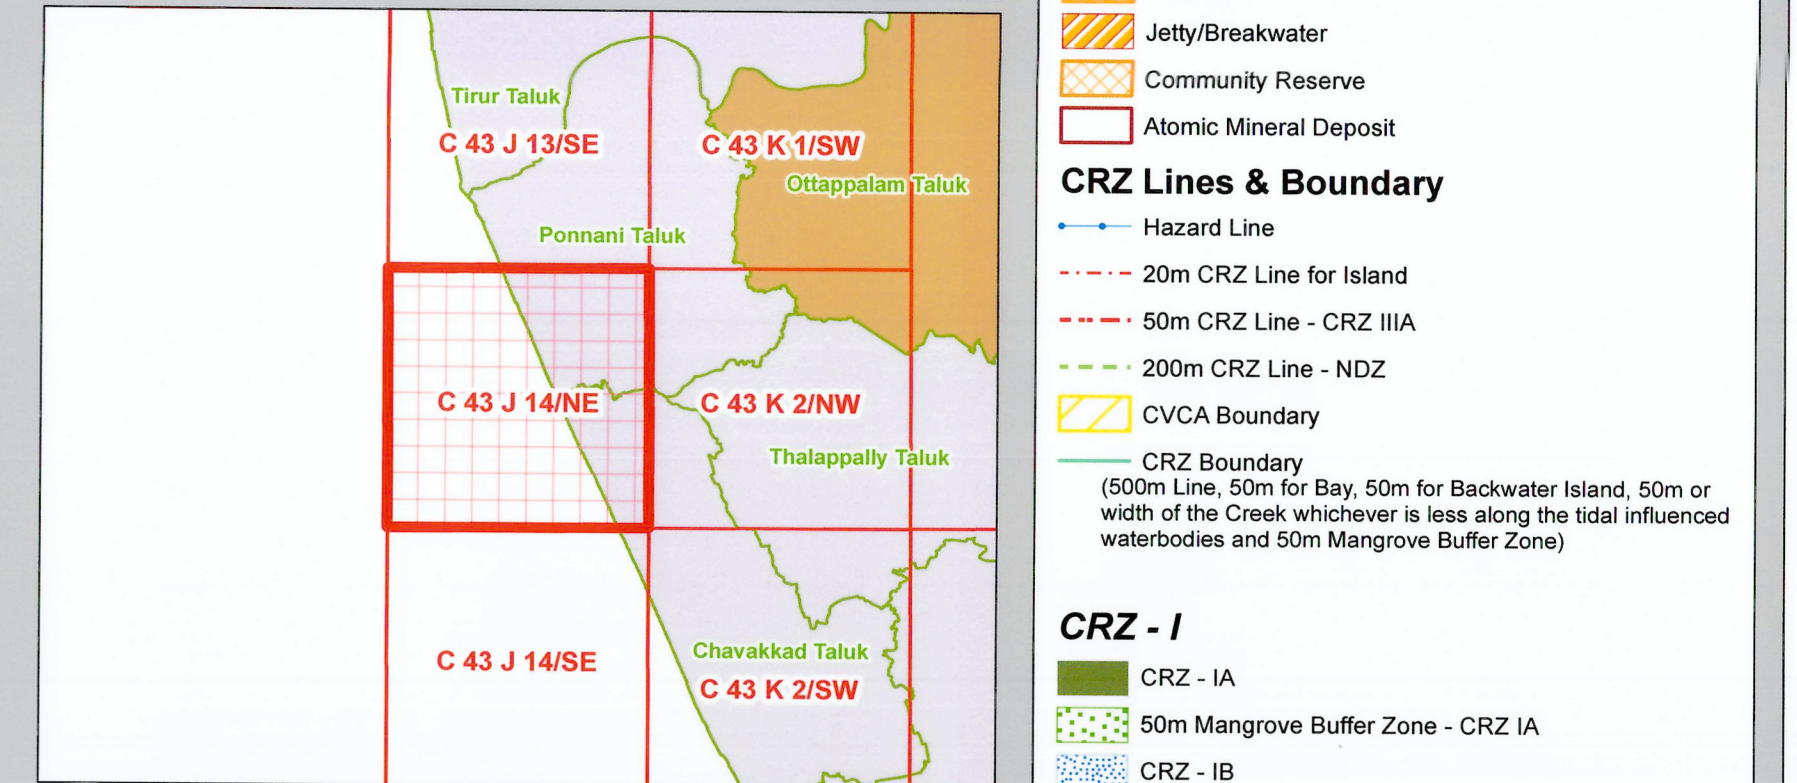 Tirur Taluk
C 43 J 13/SE
C 43 K 1/SW
Ottappalam Taluk
Ponnani Taluk
C 43 J 14/NE
C 43 K 2/NW
Thalappally Taluk
C 43 J 14/SE
Chavakkad Taluk
C 43 K 2/SW
Jetty/Breakwater
Community Reserve
Atomic Mineral Deposit
CRZ Lines & Boundary
Hazard Line
20m CRZ Line for Island
50m CRZ Line - CRZ IIIA
200m CRZ Line - NDZ
CVCA Boundary
CRZ Boundary
(500m Line, 50m for Bay, 50m for Backwater Island, 50m or
width of the Creek whichever is less along the tidal influenced
waterbodies and 50m Mangrove Buffer Zone)
CRZ - I
CRZ - IA
50m Mangrove Buffer Zone - CRZ IA
CRZ - IB